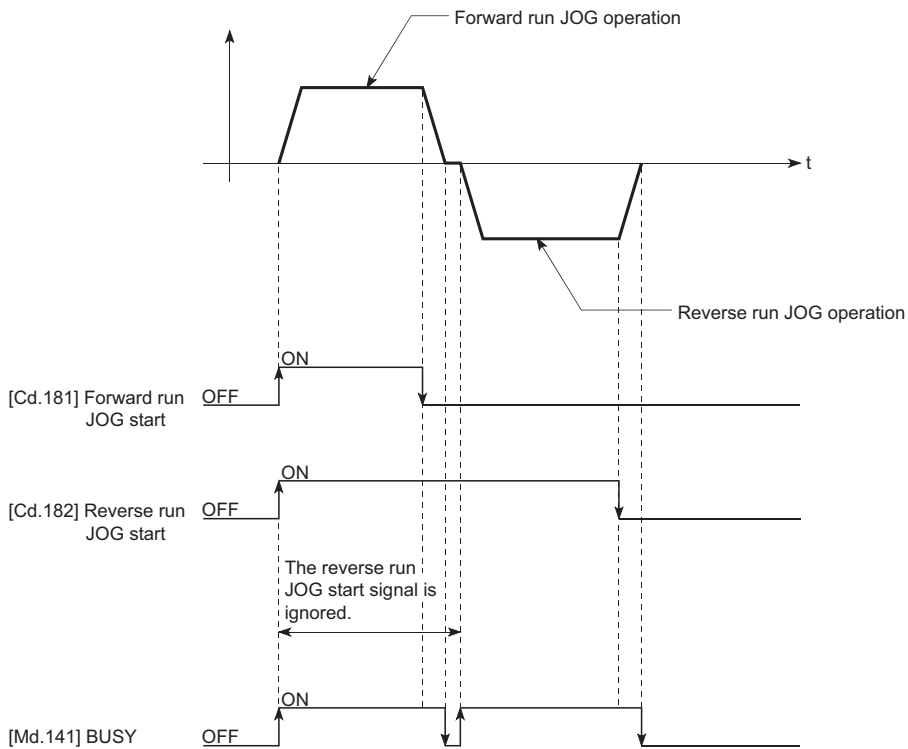 Forward run JOG operation
t
Reverse run JOG operation
ON
[Cd.181] Forward run OFF
JOG start
ON
[Cd.182] Reverse run OFF
JOG start
The reverse run
JOG start signal is
ignored.
ON
[Md.141] BUSY OFF